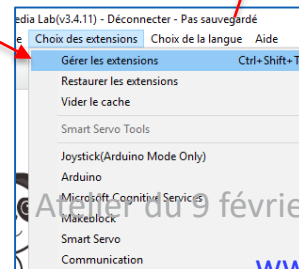 edia Lab(v3.4.11) - Déconnecter - Pas sauvegardé
e Choix des extensions Choix de la langue Aide
Gérer les extensions Ctrl+Shift+T
Restaurer les extensions
Vider le cache
Smart Servo Tools
Joystick(Arduino Mode Only)
Arduino
Microsoft Cognitive Services
Atelier du 9 févrie
Makeblock
Smart Servo
Communication
ww